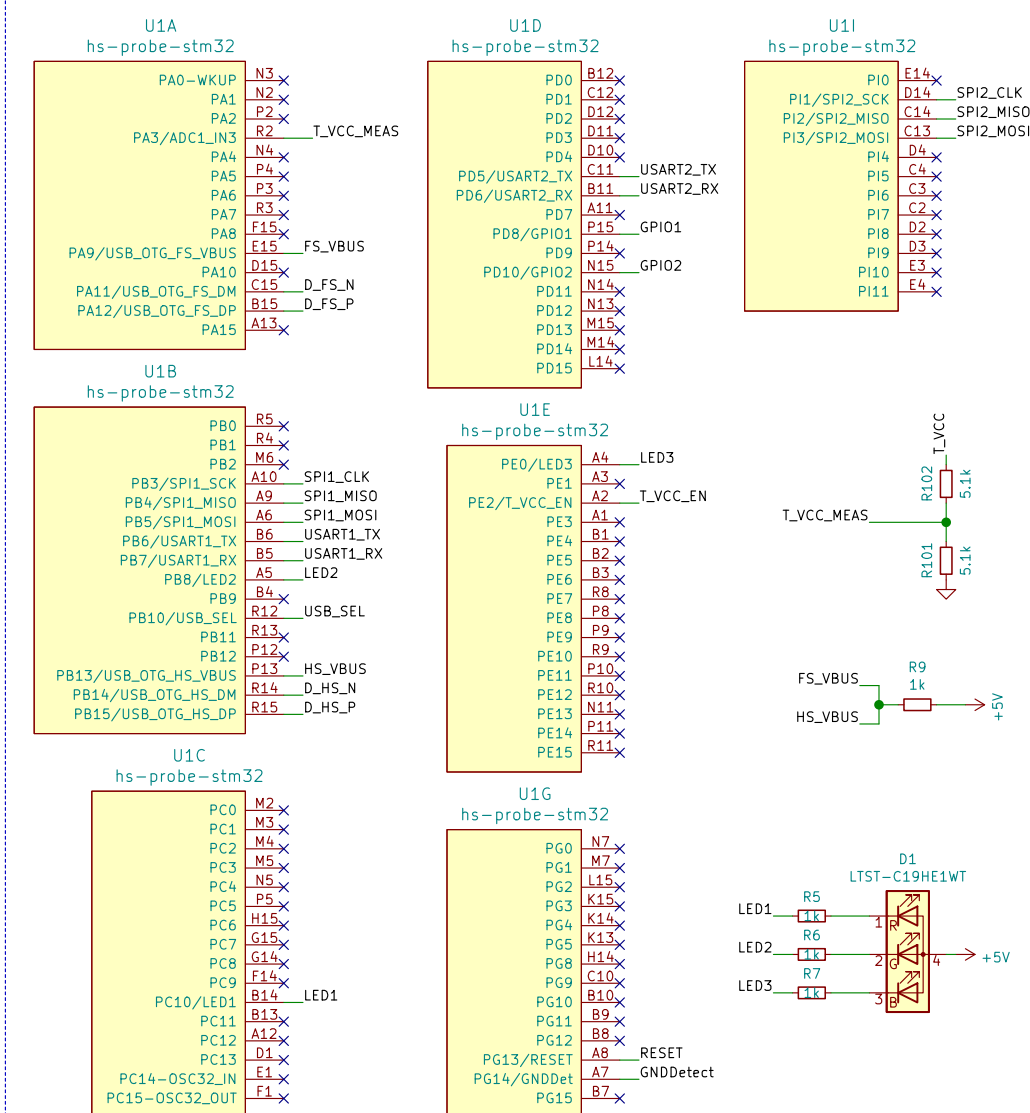 U1A
hs-probe-stm32
PA0-WKUP N3
PA1 N2
PA2 P2
PA3/ADC1_IN3 R2 T_VCC_MEAS
PA4 N4
PA5 P4
PA6 P3
PA7 R3
PA8 F15
PA9/USB_OTG_FS_VBUS E15 FS_VBUS
PA10 D15
PA11/USB_OTG_FS_DM C15 D_FS_N
PA12/USB_OTG_FS_DP B15 D_FS_P
PA15 A13
U1B
hs-probe-stm32
PB0 R5
PB1 R4
PB2 M6
PB3/SPI1_SCK A10 SPI1_CLK
PB4/SPI1_MISO A9 SPI1_MISO
PB5/SPI1_MOSI A6 SPI1_MOSI
PB6/USART1_TX B6 USART1_TX
PB7/USART1_RX B5 USART1_RX
PB8/LED2 A5 LED2
PB9 B4
PB10/USB_SEL R12 USB_SEL
PB11 R13
PB12 P12
PB13/USB_OTG_HS_VBUS P13 HS_VBUS
PB14/USB_OTG_HS_DM R14 D_HS_N
PB15/USB_OTG_HS_DP R15 D_HS_P
U1C
hs-probe-stm32
PC0 M2
PC1 M3
PC2 M4
PC3 M5
PC4 N5
PC5 P5
PC6 H15
PC7 G15
PC8 G14
PC9 F14
PC10/LED1 B14 LED1
PC11 B13
PC12 A12
PC13 D1
PC14-OSC32_IN E1
PC15-OSC32_OUT F1
U1D
hs-probe-stm32
PD0 B12
PD1 C12
PD2 D12
PD3 D11
PD4 D10
PD5/USART2_TX C11 USART2_TX
PD6/USART2_RX B11 USART2_RX
PD7 A11
PD8/GPIO1 P15 GPIO1
PD9 P14
PD10/GPIO2 N15 GPIO2
PD11 N14
PD12 N13
PD13 M15
PD14 M14
PD15 L14
U1E
hs-probe-stm32
PE0/LED3 A4 LED3
PE1 A3
PE2/T_VCC_EN A2 T_VCC_EN
PE3 A1
PE4 B1
PE5 B2
PE6 B3
PE7 R8
PE8 P8
PE9 P9
PE10 R9
PE11 P10
PE12 R10
PE13 N11
PE14 P11
PE15 R11
U1G
hs-probe-stm32
PG0 N7
PG1 M7
PG2 L15
PG3 K15
PG4 K14
PG5 K13
PG8 H14
PG9 C10
PG10 B10
PG11 B9
PG12 B8
PG13/RESET A8 RESET
PG14/GNDDet A7 GNDDetect
PG15 B7
U1I
hs-probe-stm32
PI0 E14
PI1/SPI2_SCK D14 SPI2_CLK
PI2/SPI2_MISO C14 SPI2_MISO
PI3/SPI2_MOSI C13 SPI2_MOSI
PI4 D4
PI5 C4
PI6 C3
PI7 C2
PI8 D2
PI9 D3
PI10 E3
PI11 E4
T_VCC
R102 5.1k
T_VCC_MEAS
R101 5.1k
R9
FS_VBUS 1k
HS_VBUS +5V
D1
LTST-C19HE1WT
R5
LED1 1k 1 R
R6
LED2 1k 2 G 4 +5V
R7
LED3 1k 3 B